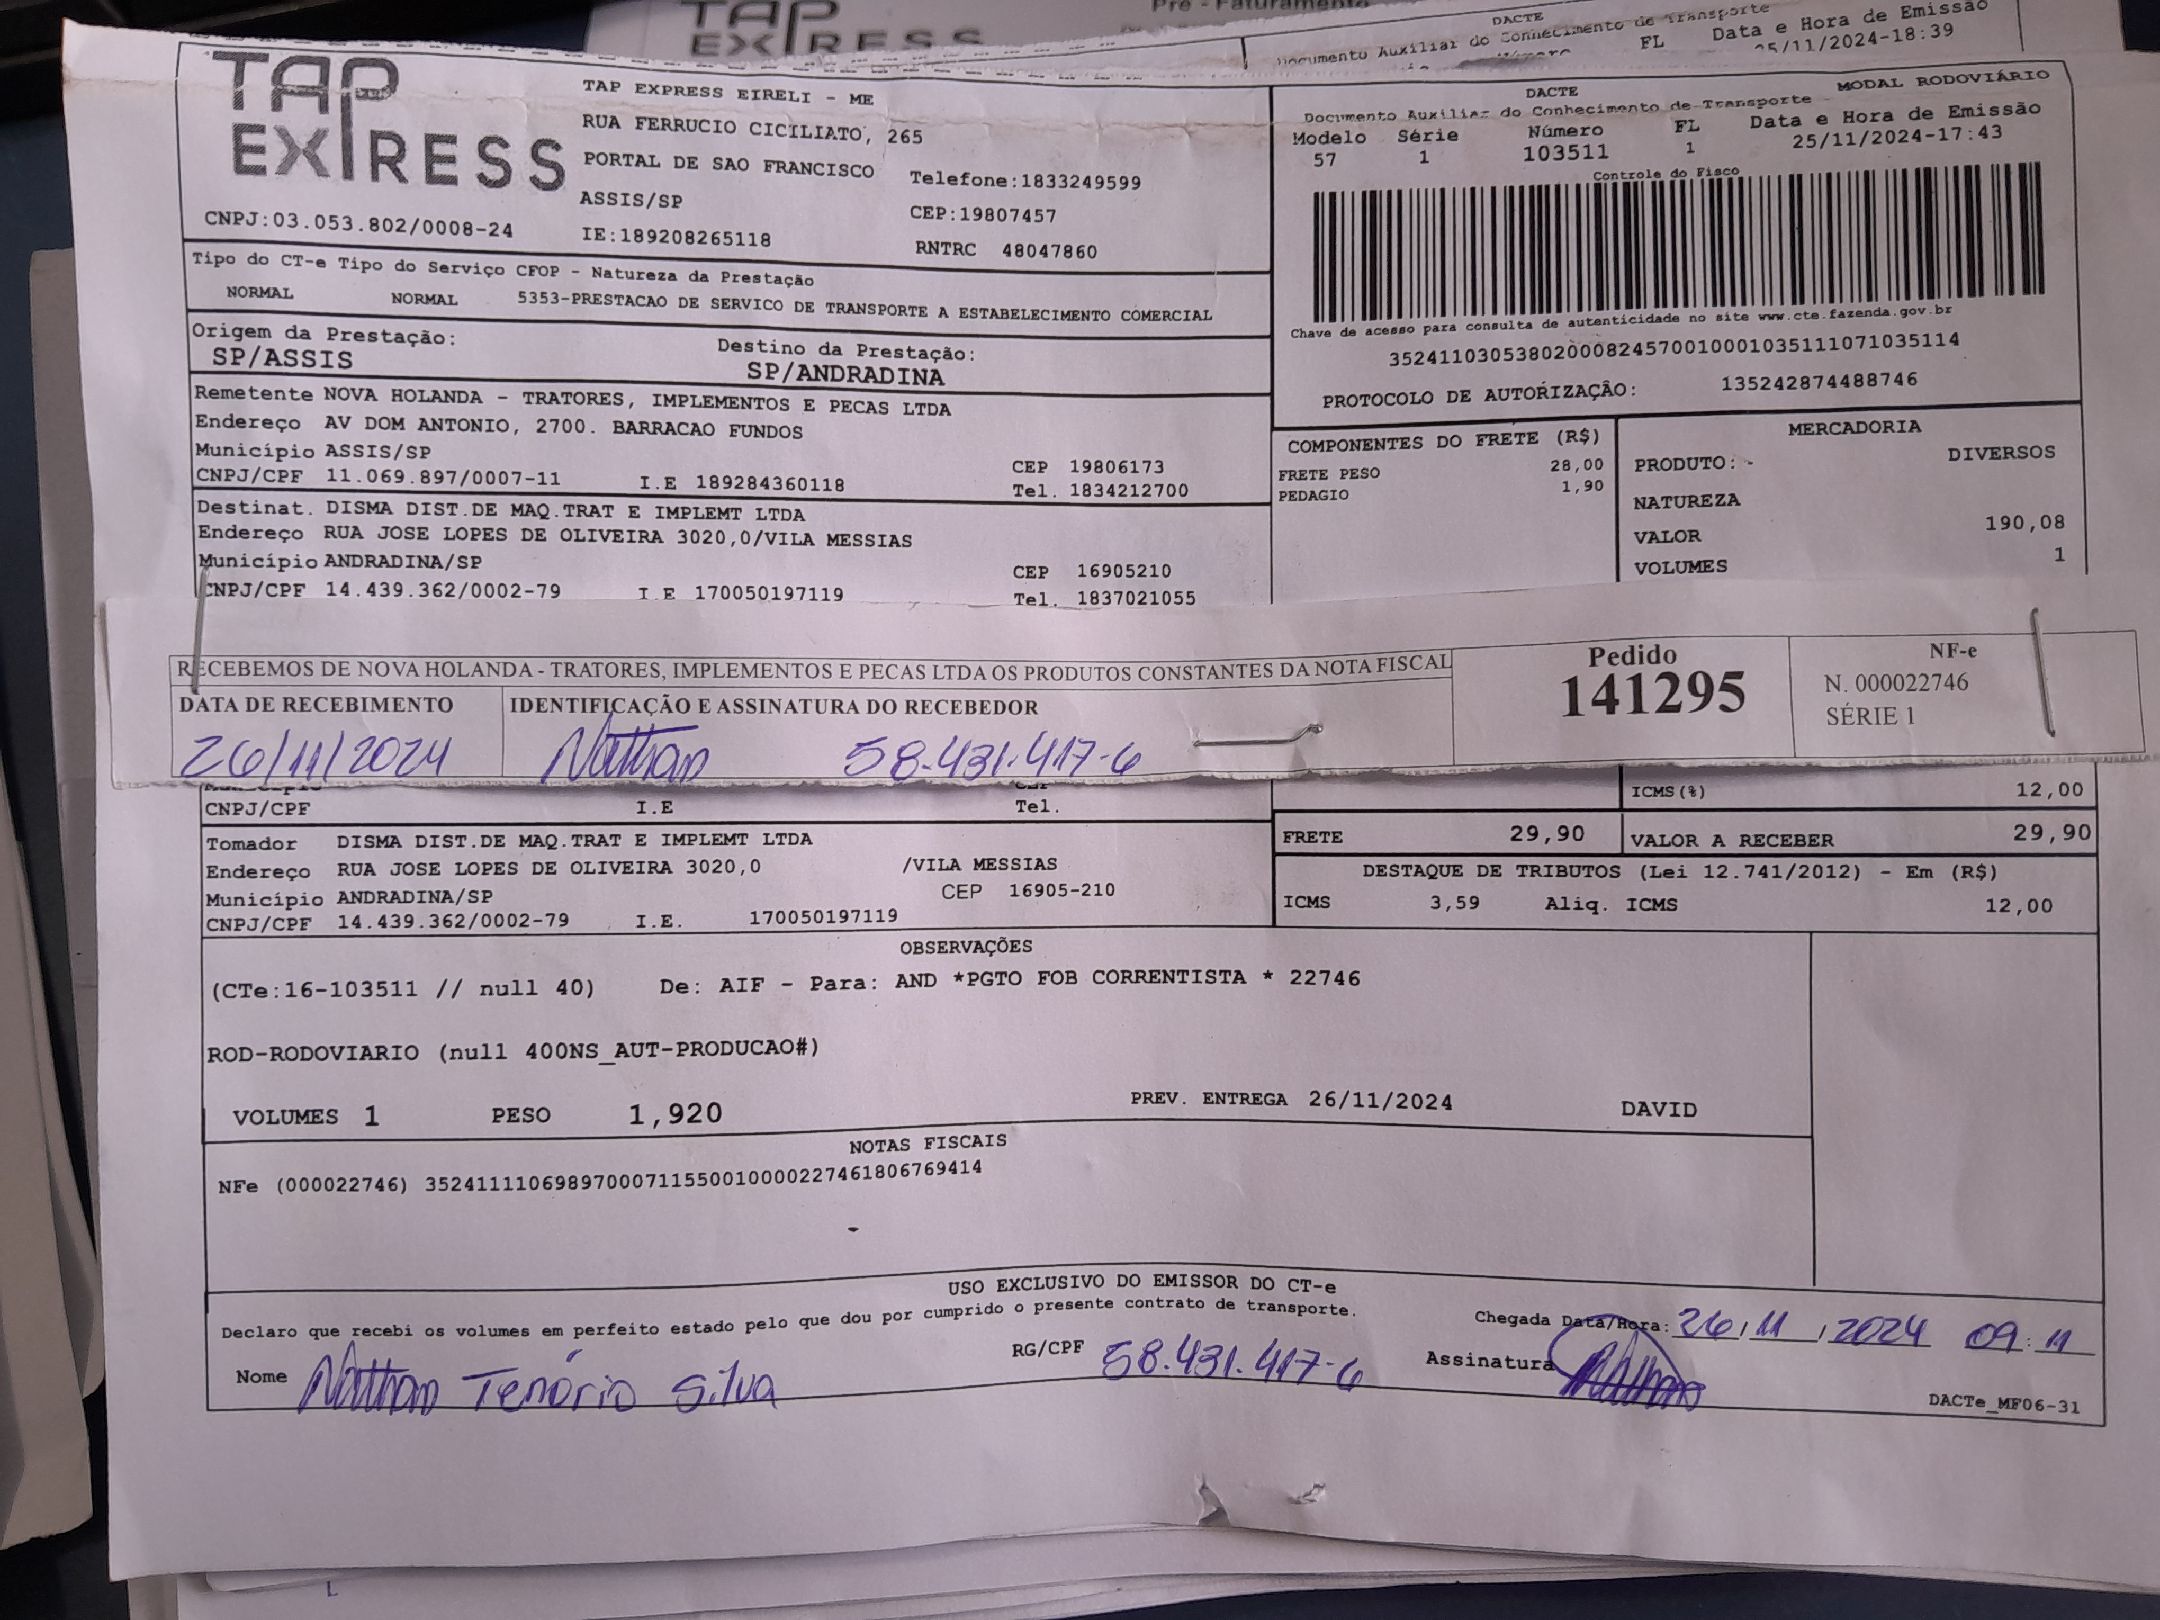 TAP EXPRESS
Pré - Faturamento
DACTE
Documento Auxiliar do Conhecimento de Transporte
FL Data e Hora de Emissão
25/11/2024-18:39
TAP EXPRESS
TAP EXPRESS EIRELI - ME
RUA FERRUCIO CICILIATO, 265
PORTAL DE SAO FRANCISCO Telefone:1833249599
ASSIS/SP CEP:19807457
CNPJ:03.053.802/0008-24 IE:189208265118 RNTRC 48047860
DACTE MODAL RODOVIÁRIO
Documento Auxiliar do Conhecimento de Transporte
Modelo Série Número FL Data e Hora de Emissão
57 1 103511 1 25/11/2024-17:43
Controle do Fisco
Chave de acesso para consulta de autenticidade no site www.cte.fazenda.gov.br
35241103053802000824570010001035111071035114
PROTOCOLO DE AUTORIZAÇÃO: 135242874488746
Tipo do CT-e Tipo do Serviço CFOP - Natureza da Prestação
NORMAL NORMAL 5353-PRESTACAO DE SERVICO DE TRANSPORTE A ESTABELECIMENTO COMERCIAL
Origem da Prestação: Destino da Prestação:
SP/ASSIS SP/ANDRADINA
Remetente NOVA HOLANDA - TRATORES, IMPLEMENTOS E PECAS LTDA
Endereço AV DOM ANTONIO, 2700. BARRACAO FUNDOS
Município ASSIS/SP CEP 19806173
CNPJ/CPF 11.069.897/0007-11 I.E 189284360118 Tel. 1834212700
Destinat. DISMA DIST.DE MAQ.TRAT E IMPLEMT LTDA
Endereço RUA JOSE LOPES DE OLIVEIRA 3020,0/VILA MESSIAS
Município ANDRADINA/SP CEP 16905210
CNPJ/CPF 14.439.362/0002-79 I E 170050197119 Tel. 1837021055
COMPONENTES DO FRETE (R$)
FRETE PESO 28,00
PEDAGIO 1,90
MERCADORIA
PRODUTO: - DIVERSOS
NATUREZA
VALOR 190,08
VOLUMES 1
RECEBEMOS DE NOVA HOLANDA - TRATORES, IMPLEMENTOS E PECAS LTDA OS PRODUTOS CONSTANTES DA NOTA FISCAL
DATA DE RECEBIMENTO IDENTIFICAÇÃO E ASSINATURA DO RECEBEDOR
26/11/2024 Nathan 58.431.417-6
Pedido
141295
NF-e
N. 000022746
SÉRIE 1
CNPJ/CPF I.E Tel.
ICMS(%) 12,00
FRETE 29,90 VALOR A RECEBER 29,90
Tomador DISMA DIST.DE MAQ.TRAT E IMPLEMT LTDA
Endereço RUA JOSE LOPES DE OLIVEIRA 3020,0 /VILA MESSIAS
Município ANDRADINA/SP CEP 16905-210
CNPJ/CPF 14.439.362/0002-79 I.E. 170050197119
DESTAQUE DE TRIBUTOS (Lei 12.741/2012) - Em (R$)
ICMS 3,59 Aliq. ICMS 12,00
OBSERVAÇÕES
(CTe:16-103511 // null 40) De: AIF - Para: AND *PGTO FOB CORRENTISTA * 22746
ROD-RODOVIARIO (null 400NS_AUT-PRODUCAO#)
VOLUMES 1 PESO 1,920 PREV. ENTREGA 26/11/2024 DAVID
NOTAS FISCAIS
NFe (000022746) 35241111069897000711550010000227461806769414
USO EXCLUSIVO DO EMISSOR DO CT-e
Declaro que recebi os volumes em perfeito estado pelo que dou por cumprido o presente contrato de transporte. Chegada Data/Hora: 26/11/2024 09:11
Nome Nathan Tenório Silva RG/CPF 58.431.417-6 Assinatura Nathan
DACTe_MF06-31